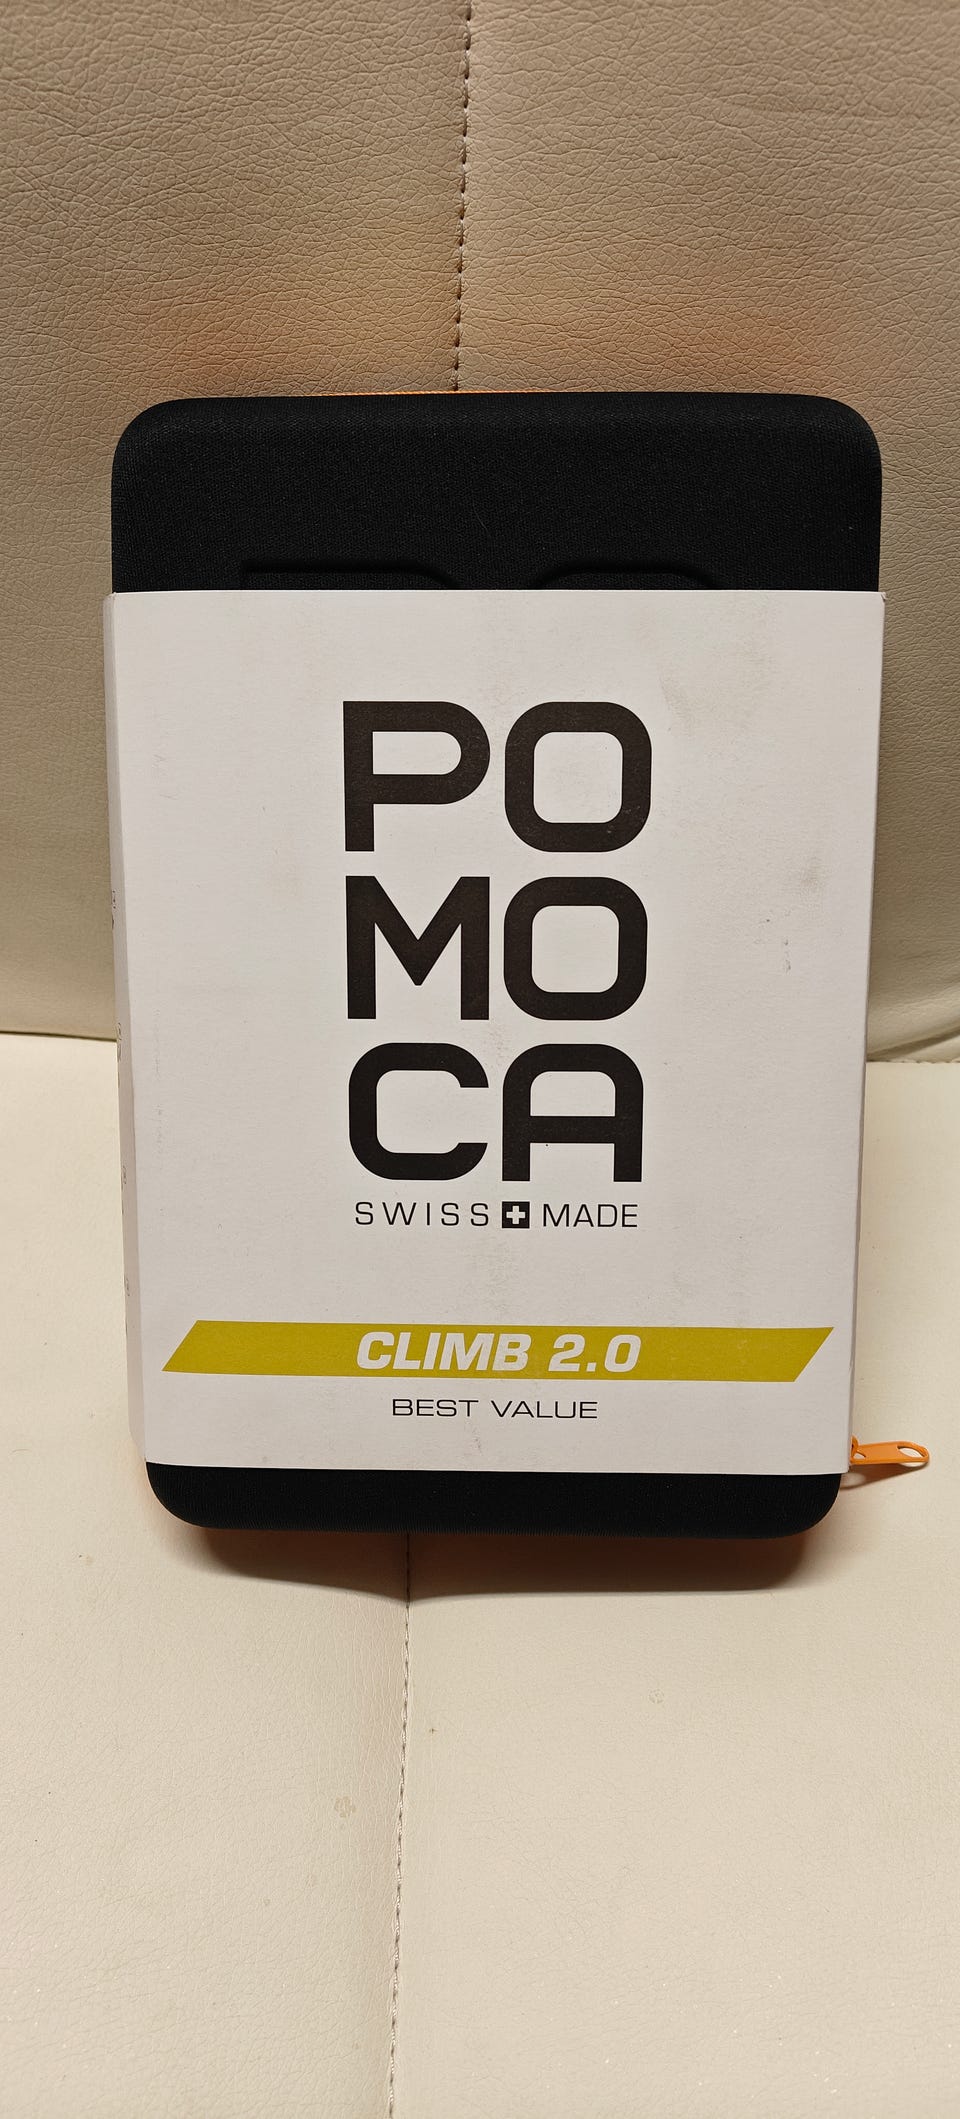 PO
MO
CA
SWISS MADE
CLIMB 2.0
BEST VALUE